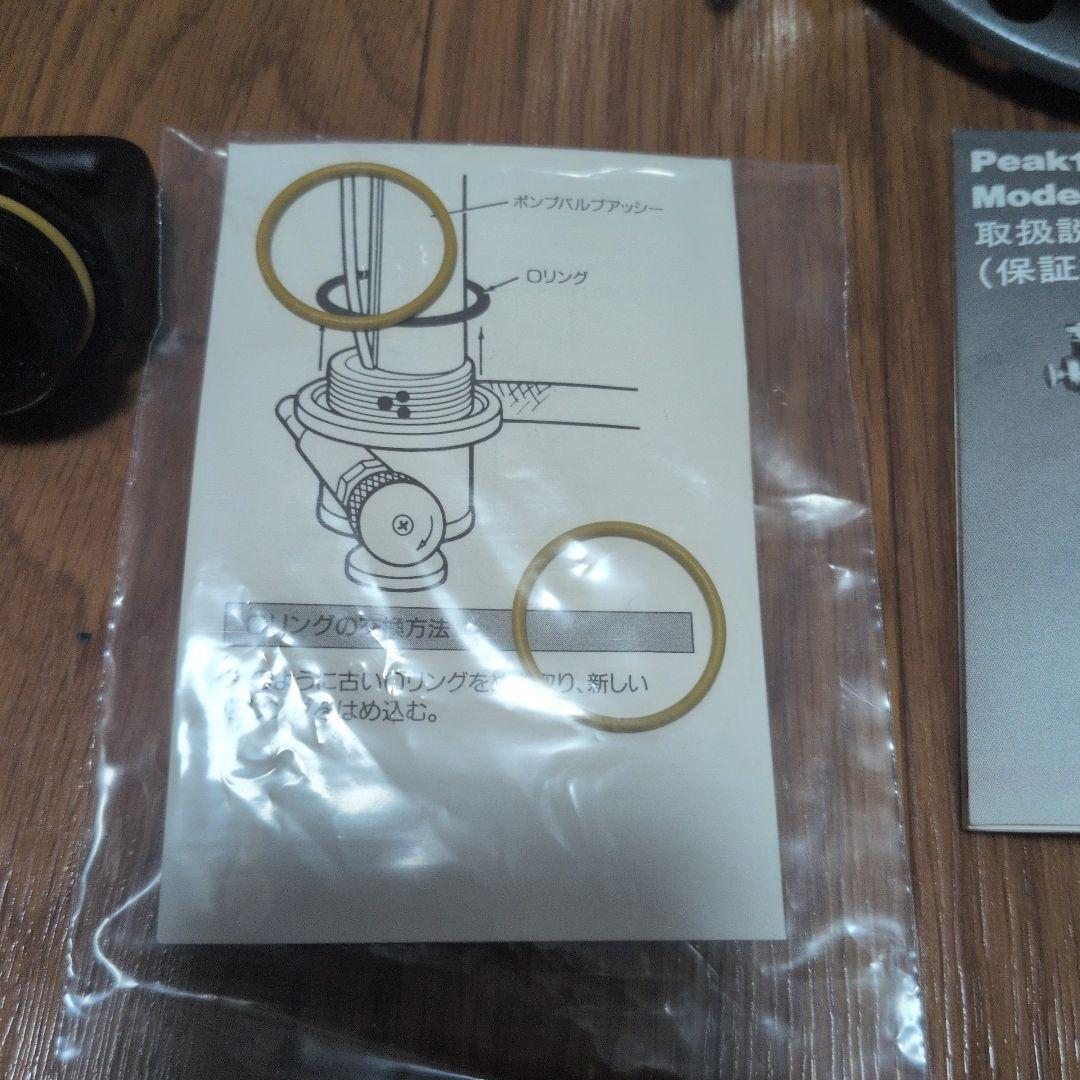 ポンプバルブアッシー
Oリング
Oリングの交換方法
ように古いOリングを 取り、新しい
をはめ込む。
Peak1
Mode
取扱説
(保証